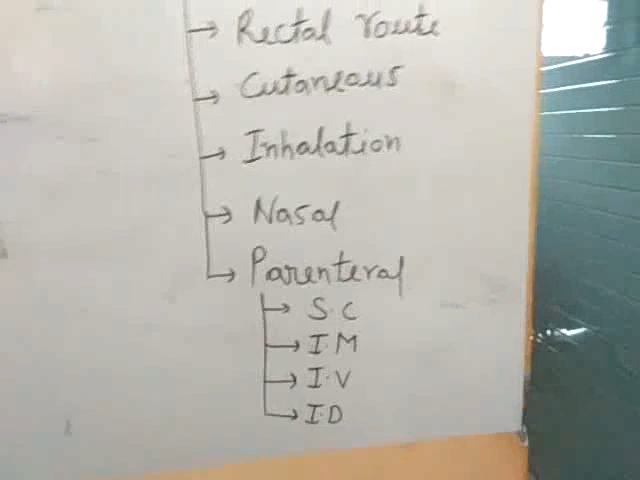 → Rectal route
→ Cutaneous
→ Inhalation
→ Nasal
→ Parenteral
→ S.C
→ I.M
→ I.V
→ I.D